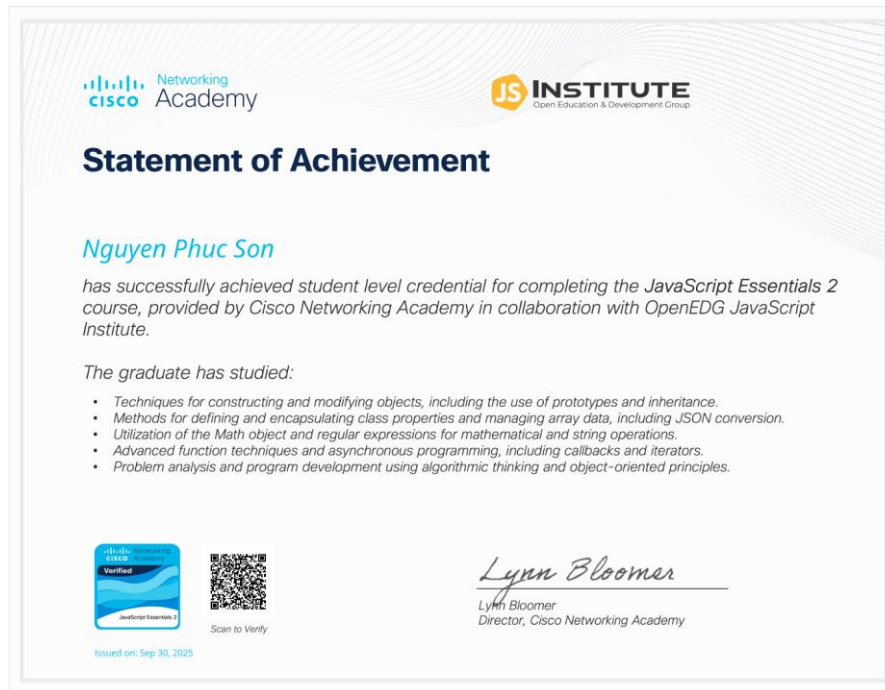 Networking
CISCO Academy
JS INSTITUTE
Open Education & Development Group
Statement of Achievement
Nguyen Phuc Son
has successfully achieved student level credential for completing the JavaScript Essentials 2
course, provided by Cisco Networking Academy in collaboration with OpenEDG JavaScript
Institute.
The graduate has studied:
• Techniques for constructing and modifying objects, including the use of prototypes and inheritance.
• Methods for defining and encapsulating class properties and managing array data, including JSON conversion.
• Utilization of the Math object and regular expressions for mathematical and string operations.
• Advanced function techniques and asynchronous programming, including callbacks and iterators.
• Problem analysis and program development using algorithmic thinking and object-oriented principles.
Networking
CISCO Academy
Verified
JavaScript Essentials 2
Scan to Verify
Issued on: Sep 30, 2025
Lynn Bloomer
Lynn Bloomer
Director, Cisco Networking Academy